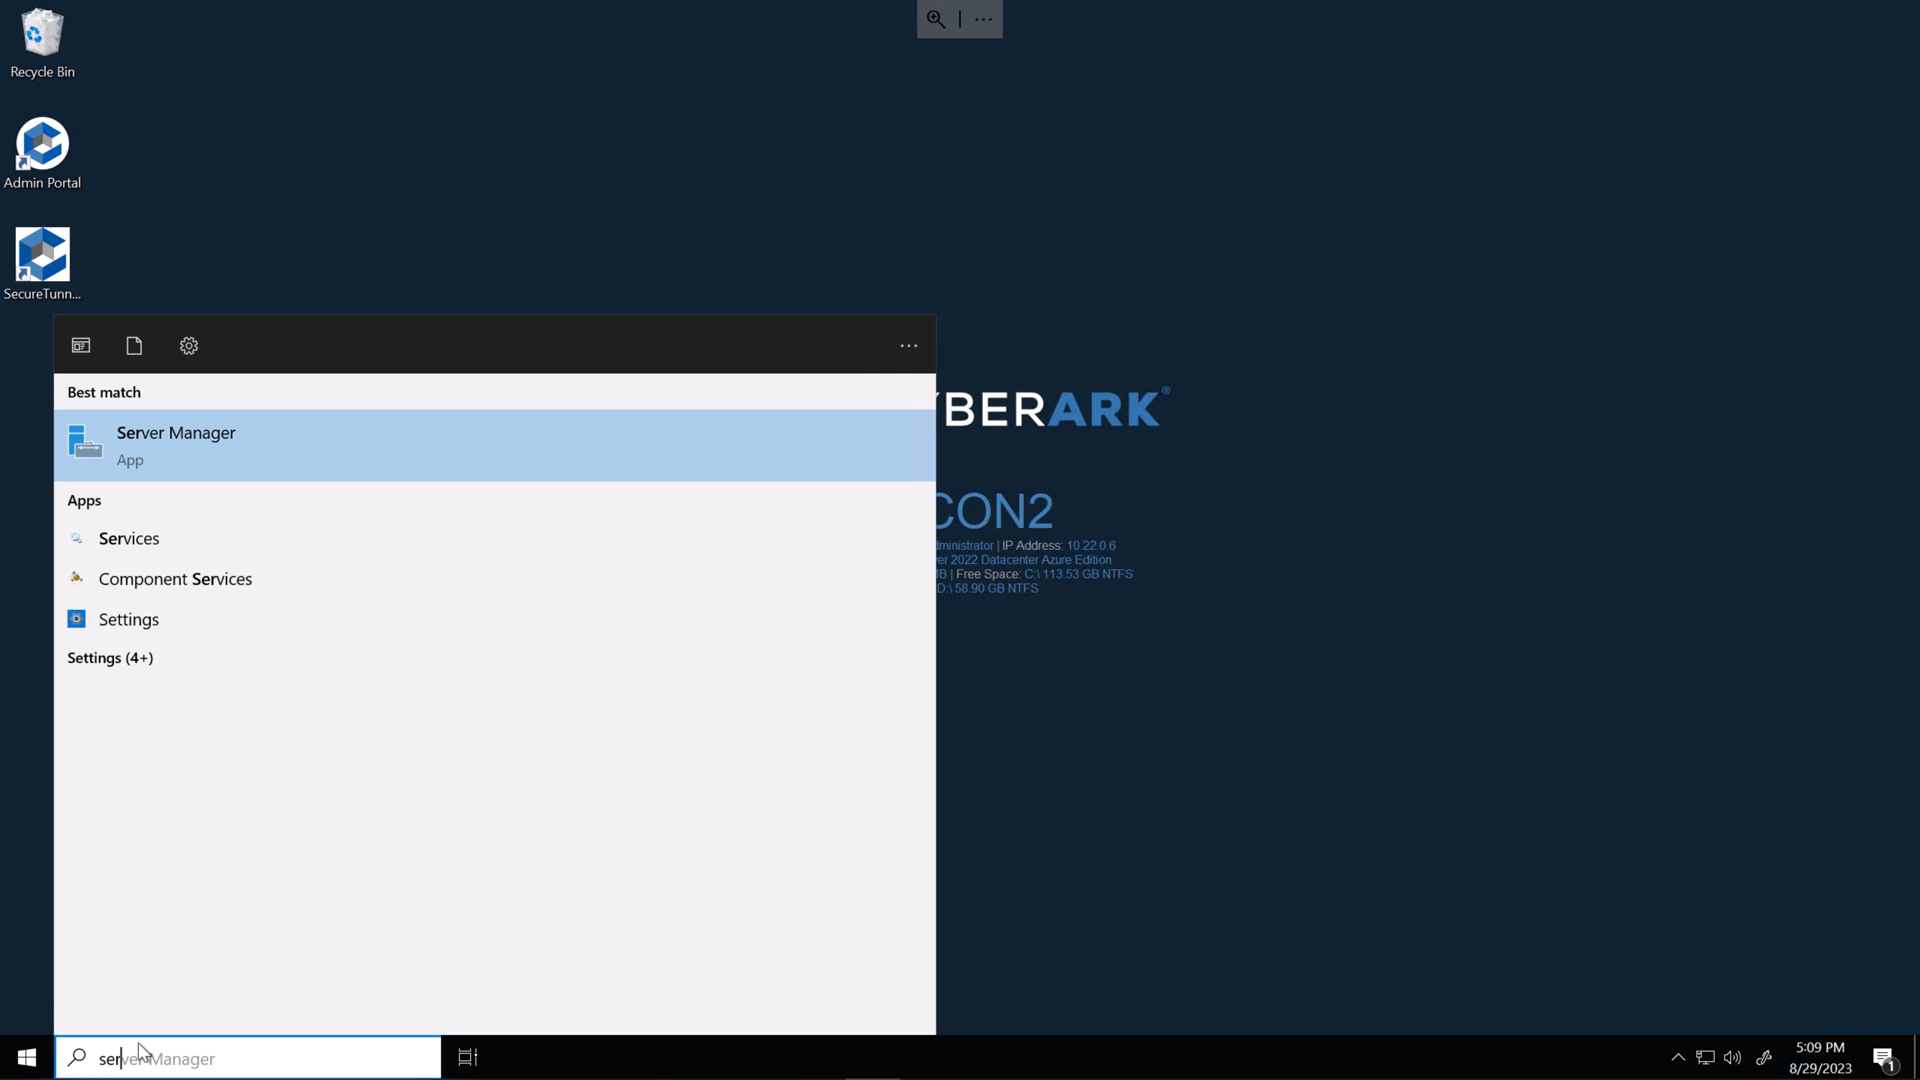 Recycle Bin
Admin Portal
SecureTunn...
Best match
Server Manager
App
Apps
Services
Component Services
Settings
Settings (4+)
BERARK®
CON2
dministrator | IP Address: 10.22.0.6
er 2022 Datacenter Azure Edition
B | Free Space: C:\ 113.53 GB NTFS
D:\ 58.90 GB NTFS
server Manager
5:09 PM
8/29/2023
1